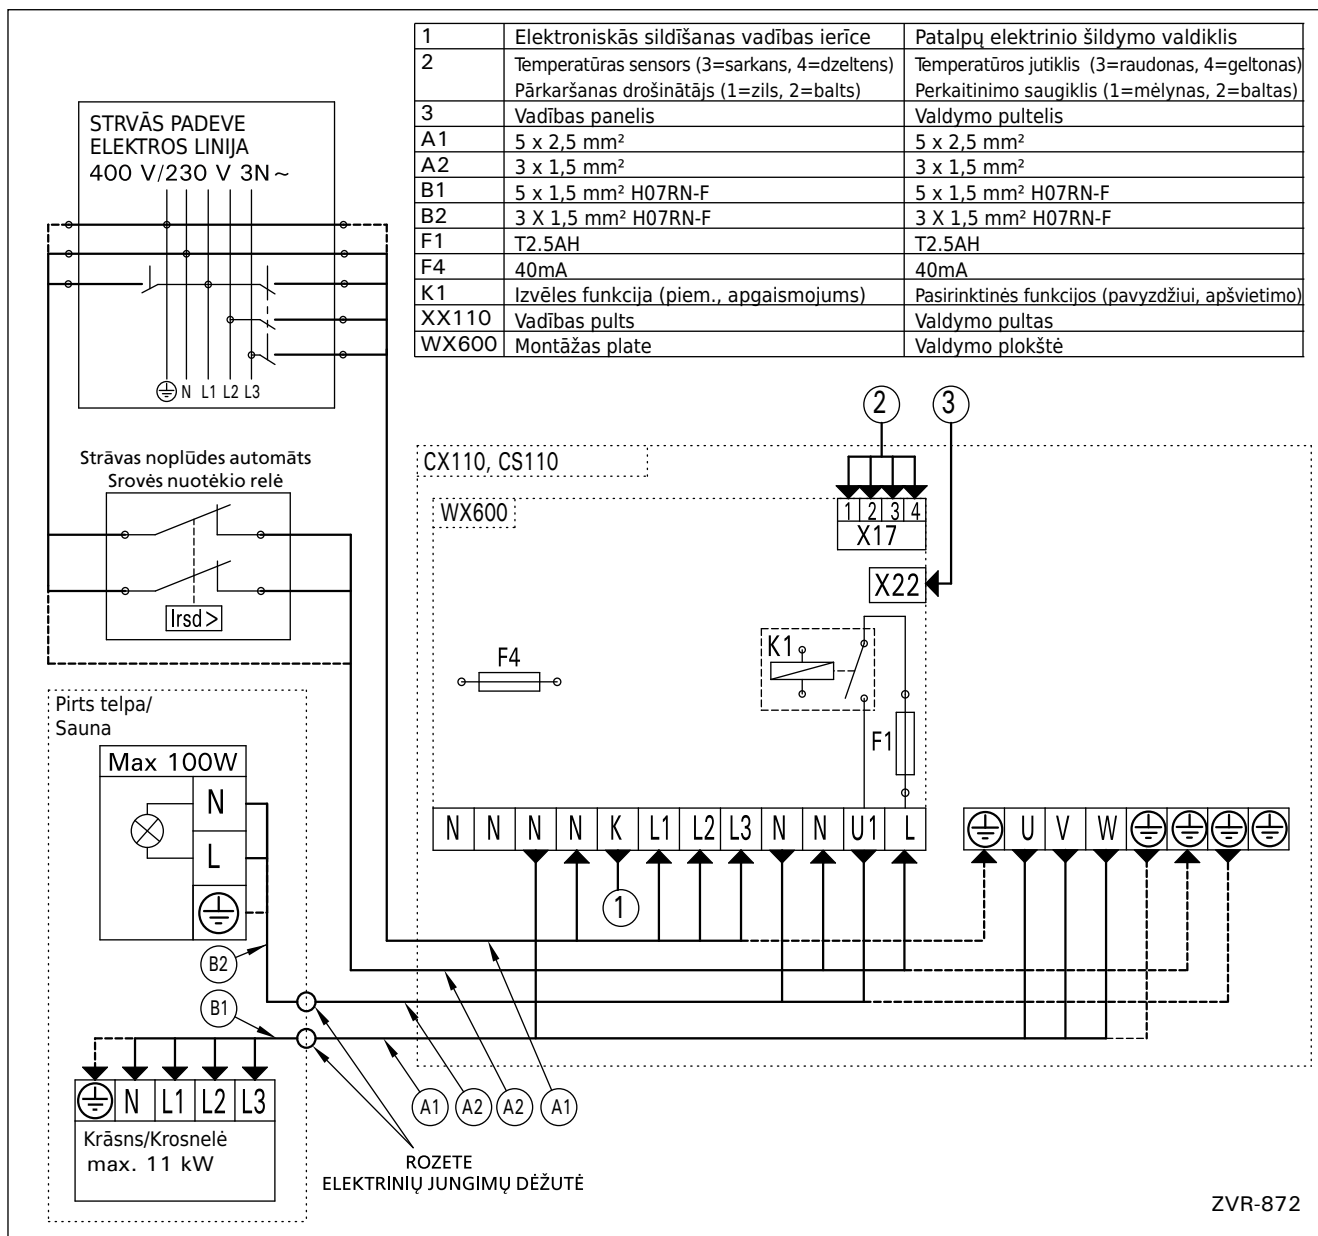 1 Elektroniskās sildīšanas vadības ierīce Patalpų elektrinio šildymo valdiklis
2 Temperatūras sensors (3=sarkans, 4=dzeltens) Temperatūros jutiklis (3=raudonas, 4=geltonas)
Pārkaršanas drošinātājs (1=zils, 2=balts) Perkaitinimo saugiklis (1=mėlynas, 2=baltas)
3 Vadības panelis Valdymo pultelis
A1 5 x 2,5 mm² 5 x 2,5 mm²
A2 3 x 1,5 mm² 3 x 1,5 mm²
B1 5 x 1,5 mm² H07RN-F 5 x 1,5 mm² H07RN-F
B2 3 X 1,5 mm² H07RN-F 3 X 1,5 mm² H07RN-F
F1 T2.5AH T2.5AH
F4 40mA 40mA
K1 Izvēles funkcija (piem., apgaismojums) Pasirinktinės funkcijos (pavyzdžiui, apšvietimo)
XX110 Vadības pults Valdymo pultas
WX600 Montāžas plate Valdymo plokštė
STRVĀS PADEVE
ELEKTROS LINIJA
400 V/230 V 3N~
N L1 L2 L3
2 3
Strāvas noplūdes automāts
Srovės nuotėkio relė
Irsd>
CX110, CS110
WX600
1 2 3 4
X17
X22
K1
F4
F1
Pirts telpa/
Sauna
Max 100W
N
L
N N N N K L1 L2 L3 N N U1 L U V W
1
B2
B1
N L1 L2 L3
Krāsns/Krosnelė
max. 11 kW
A1 A2 A2 A1
ROZETE
ELEKTRINIŲ JUNGIMŲ DĖŽUTĖ
ZVR-872